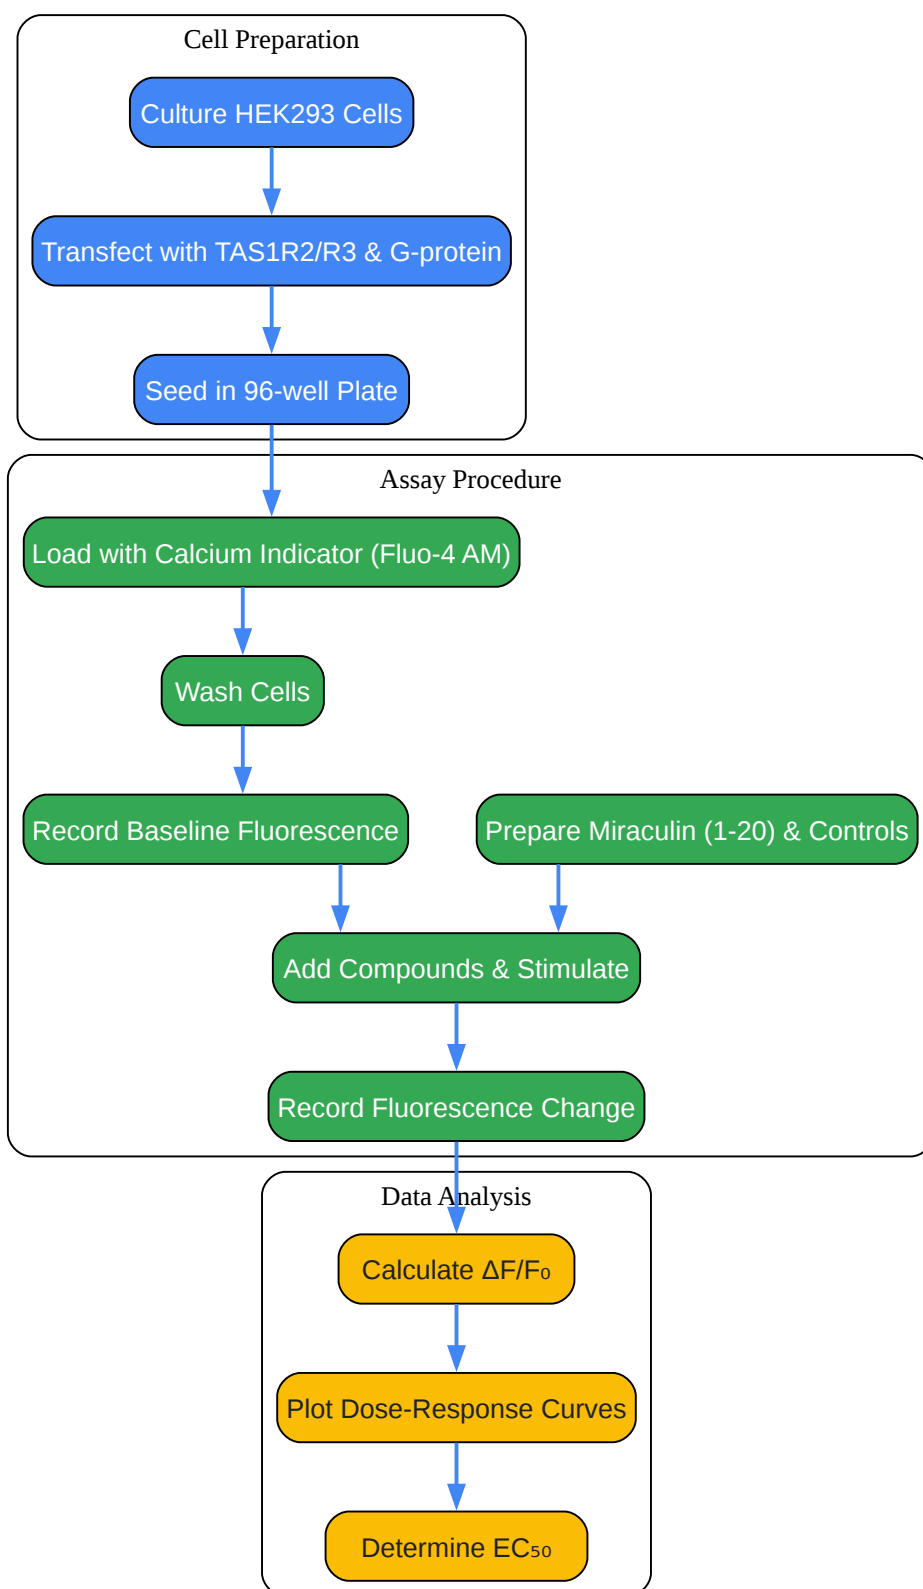 Cell Preparation
Culture HEK293 Cells
Transfect with TAS1R2/R3 & G-protein
Seed in 96-well Plate
Assay Procedure
Load with Calcium Indicator (Fluo-4 AM)
Wash Cells
Record Baseline Fluorescence
Prepare Miraculin (1-20) & Controls
Add Compounds & Stimulate
Record Fluorescence Change
Data Analysis
Calculate ΔF/F₀
Plot Dose-Response Curves
Determine EC₅₀